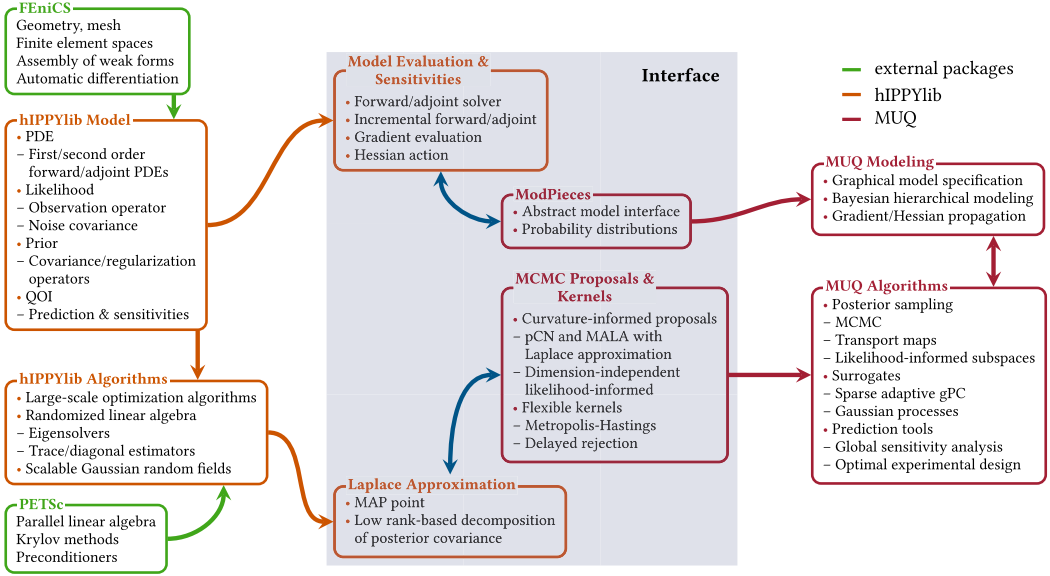 FEniCS
Geometry, mesh
Finite element spaces
Assembly of weak forms
Automatic differentiation
hIPPYlib Model
• PDE
– First/second order
forward/adjoint PDEs
• Likelihood
– Observation operator
– Noise covariance
• Prior
– Covariance/regularization
operators
• QOI
– Prediction & sensitivities
hIPPYlib Algorithms
• Large-scale optimization algorithms
• Randomized linear algebra
– Eigensolvers
– Trace/diagonal estimators
• Scalable Gaussian random fields
PETSc
Parallel linear algebra
Krylov methods
Preconditioners
Interface
Model Evaluation &
Sensitivities
• Forward/adjoint solver
• Incremental forward/adjoint
• Gradient evaluation
• Hessian action
ModPieces
• Abstract model interface
• Probability distributions
MCMC Proposals &
Kernels
• Curvature-informed proposals
– pCN and MALA with
Laplace approximation
– Dimension-independent
likelihood-informed
• Flexible kernels
– Metropolis-Hastings
– Delayed rejection
Laplace Approximation
• MAP point
• Low rank-based decomposition
of posterior covariance
external packages
hIPPYlib
MUQ
MUQ Modeling
• Graphical model specification
• Bayesian hierarchical modeling
• Gradient/Hessian propagation
MUQ Algorithms
• Posterior sampling
– MCMC
– Transport maps
– Likelihood-informed subspaces
• Surrogates
– Sparse adaptive gPC
– Gaussian processes
• Prediction tools
– Global sensitivity analysis
– Optimal experimental design